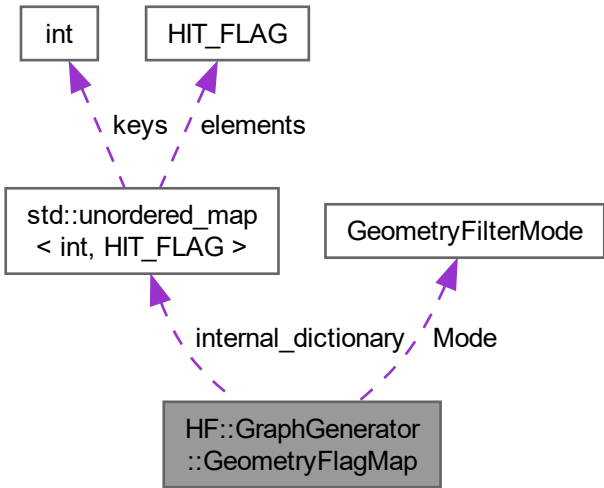 int
HIT_FLAG
keys
elements
std::unordered_map
< int, HIT_FLAG >
GeometryFilterMode
internal_dictionary
Mode
HF::GraphGenerator
::GeometryFlagMap